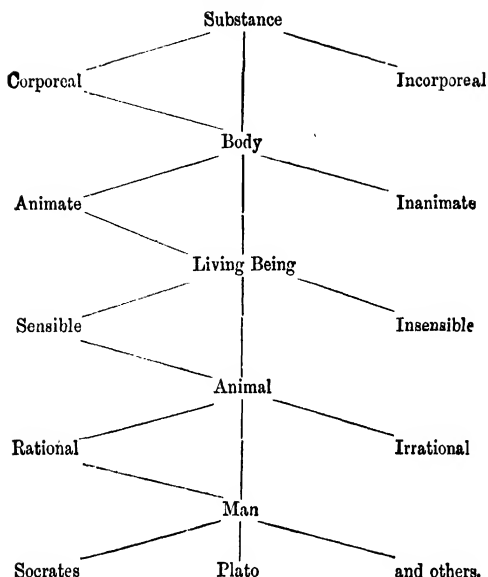 Substance
Corporeal Incorporeal
Body
Animate Inanimate
Living Being
Sensible Insensible
Animal
Rational Irrational
Man
Socrates Plato and others.